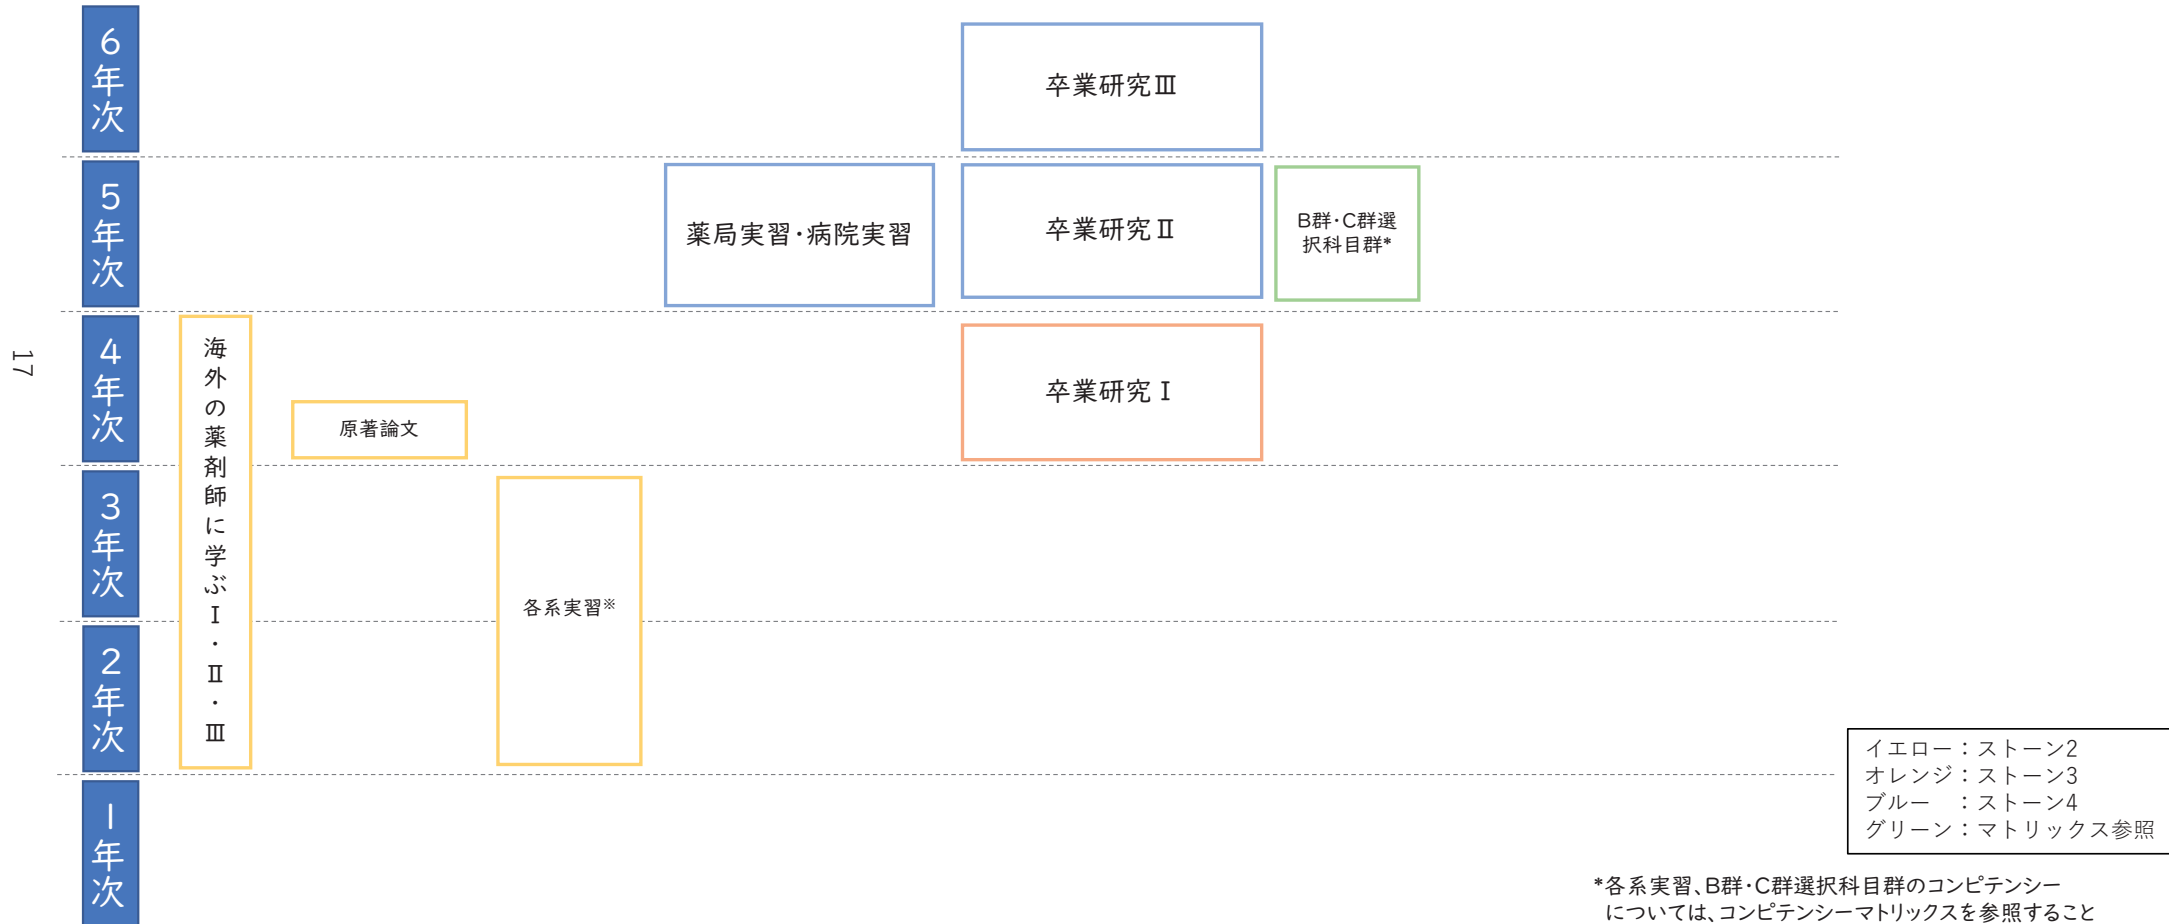 6年次
卒業研究Ⅲ
5年次
薬局実習・病院実習
卒業研究Ⅱ
B群・C群選
択科目群*
4年次
海外の薬剤師に学ぶⅠ・Ⅱ・Ⅲ
原著論文
卒業研究Ⅰ
3年次
各系実習※
2年次
1年次
17
イエロー：ストーン2
オレンジ：ストーン3
ブルー　：ストーン4
グリーン：マトリックス参照
*各系実習、B群・C群選択科目群のコンピテンシー
については、コンピテンシーマトリックスを参照すること